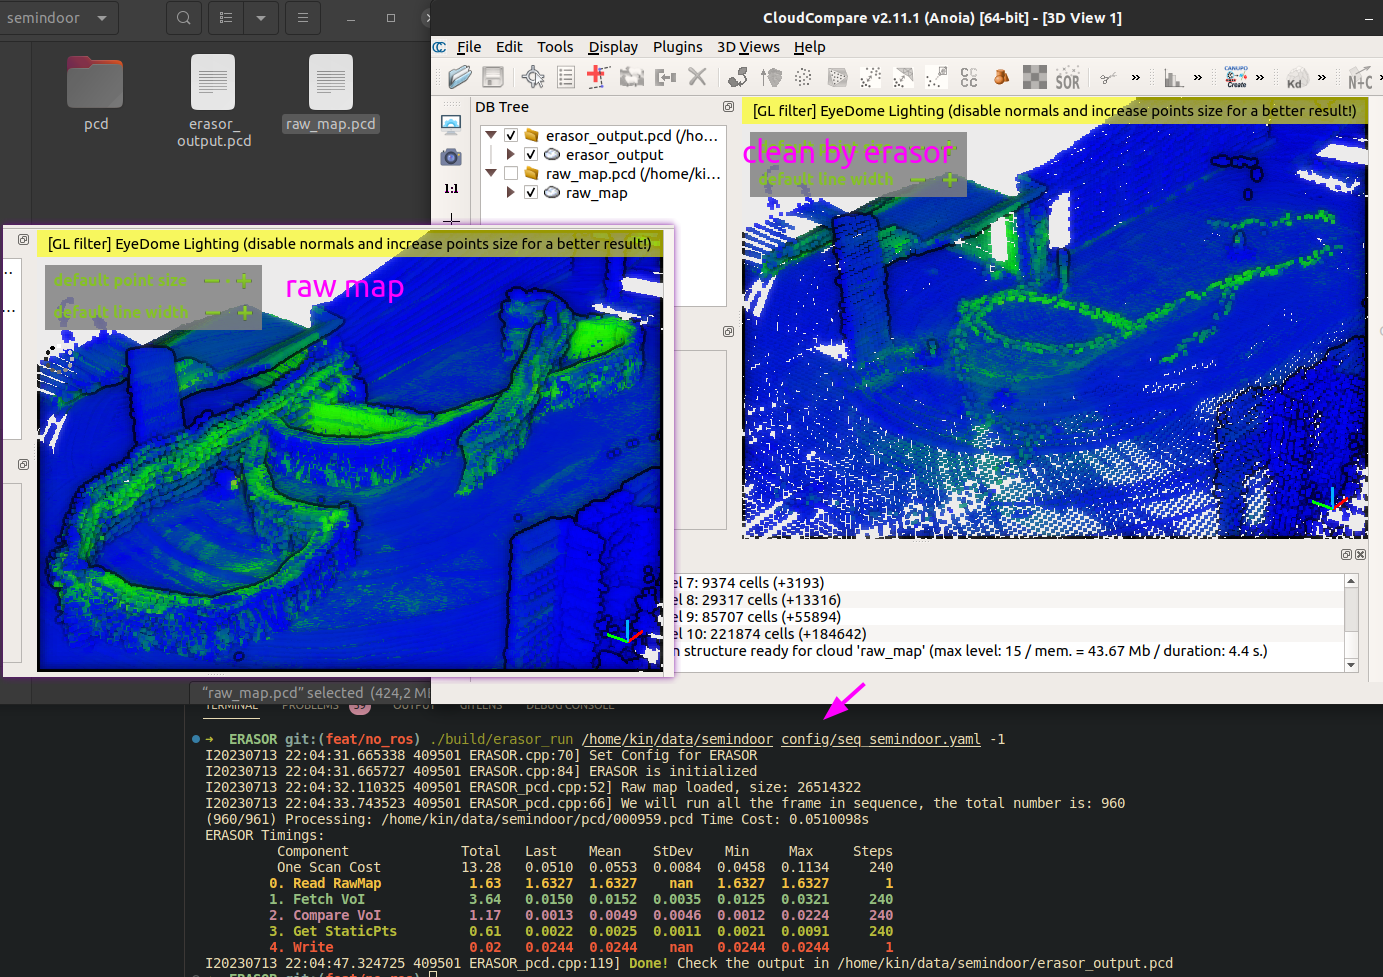 semindoor
pcd
erasor_
output.pcd
raw_map.pcd
CloudCompare v2.11.1 (Anoia) [64-bit] - [3D View 1]
File Edit Tools Display Plugins 3D Views Help
SOR
CANUPO
Create
Kd
N+C
DB Tree
erasor_output.pcd (/ho...
erasor_output
raw_map.pcd (/home/ki...
raw_map
1:1
[GL filter] EyeDome Lighting (disable normals and increase points size for a better result!)
clean by erasor
default line width
[GL filter] EyeDome Lighting (disable normals and increase points size for a better result!)
default point size
raw map
default line width
el 7: 9374 cells (+3193)
el 8: 29317 cells (+13316)
el 9: 85707 cells (+55894)
el 10: 221874 cells (+184642)
n structure ready for cloud 'raw_map' (max level: 15 / mem. = 43.67 Mb / duration: 4.4 s.)
“raw_map.pcd” selected (424,2 MI
TERMINAL PROBLEMS 39 OUTPUT GITLENS DEBUG CONSOLE
➜ ERASOR git:(feat/no_ros) ./build/erasor_run /home/kin/data/semindoor config/seq_semindoor.yaml -1
I20230713 22:04:31.665338 409501 ERASOR.cpp:70] Set Config for ERASOR
I20230713 22:04:31.665727 409501 ERASOR.cpp:84] ERASOR is initialized
I20230713 22:04:32.110325 409501 ERASOR_pcd.cpp:52] Raw map loaded, size: 26514322
I20230713 22:04:33.743523 409501 ERASOR_pcd.cpp:66] We will run all the frame in sequence, the total number is: 960
(960/961) Processing: /home/kin/data/semindoor/pcd/000959.pcd Time Cost: 0.0510098s
ERASOR Timings:
Component Total Last Mean StDev Min Max Steps
One Scan Cost 13.28 0.0510 0.0553 0.0084 0.0458 0.1134 240
0. Read RawMap 1.63 1.6327 1.6327 nan 1.6327 1.6327 1
1. Fetch VoI 3.64 0.0150 0.0152 0.0035 0.0125 0.0321 240
2. Compare VoI 1.17 0.0013 0.0049 0.0046 0.0012 0.0224 240
3. Get StaticPts 0.61 0.0022 0.0025 0.0011 0.0021 0.0091 240
4. Write 0.02 0.0244 0.0244 nan 0.0244 0.0244 1
I20230713 22:04:47.324725 409501 ERASOR_pcd.cpp:119] Done! Check the output in /home/kin/data/semindoor/erasor_output.pcd
ERASOR git:(feat/no_ros)